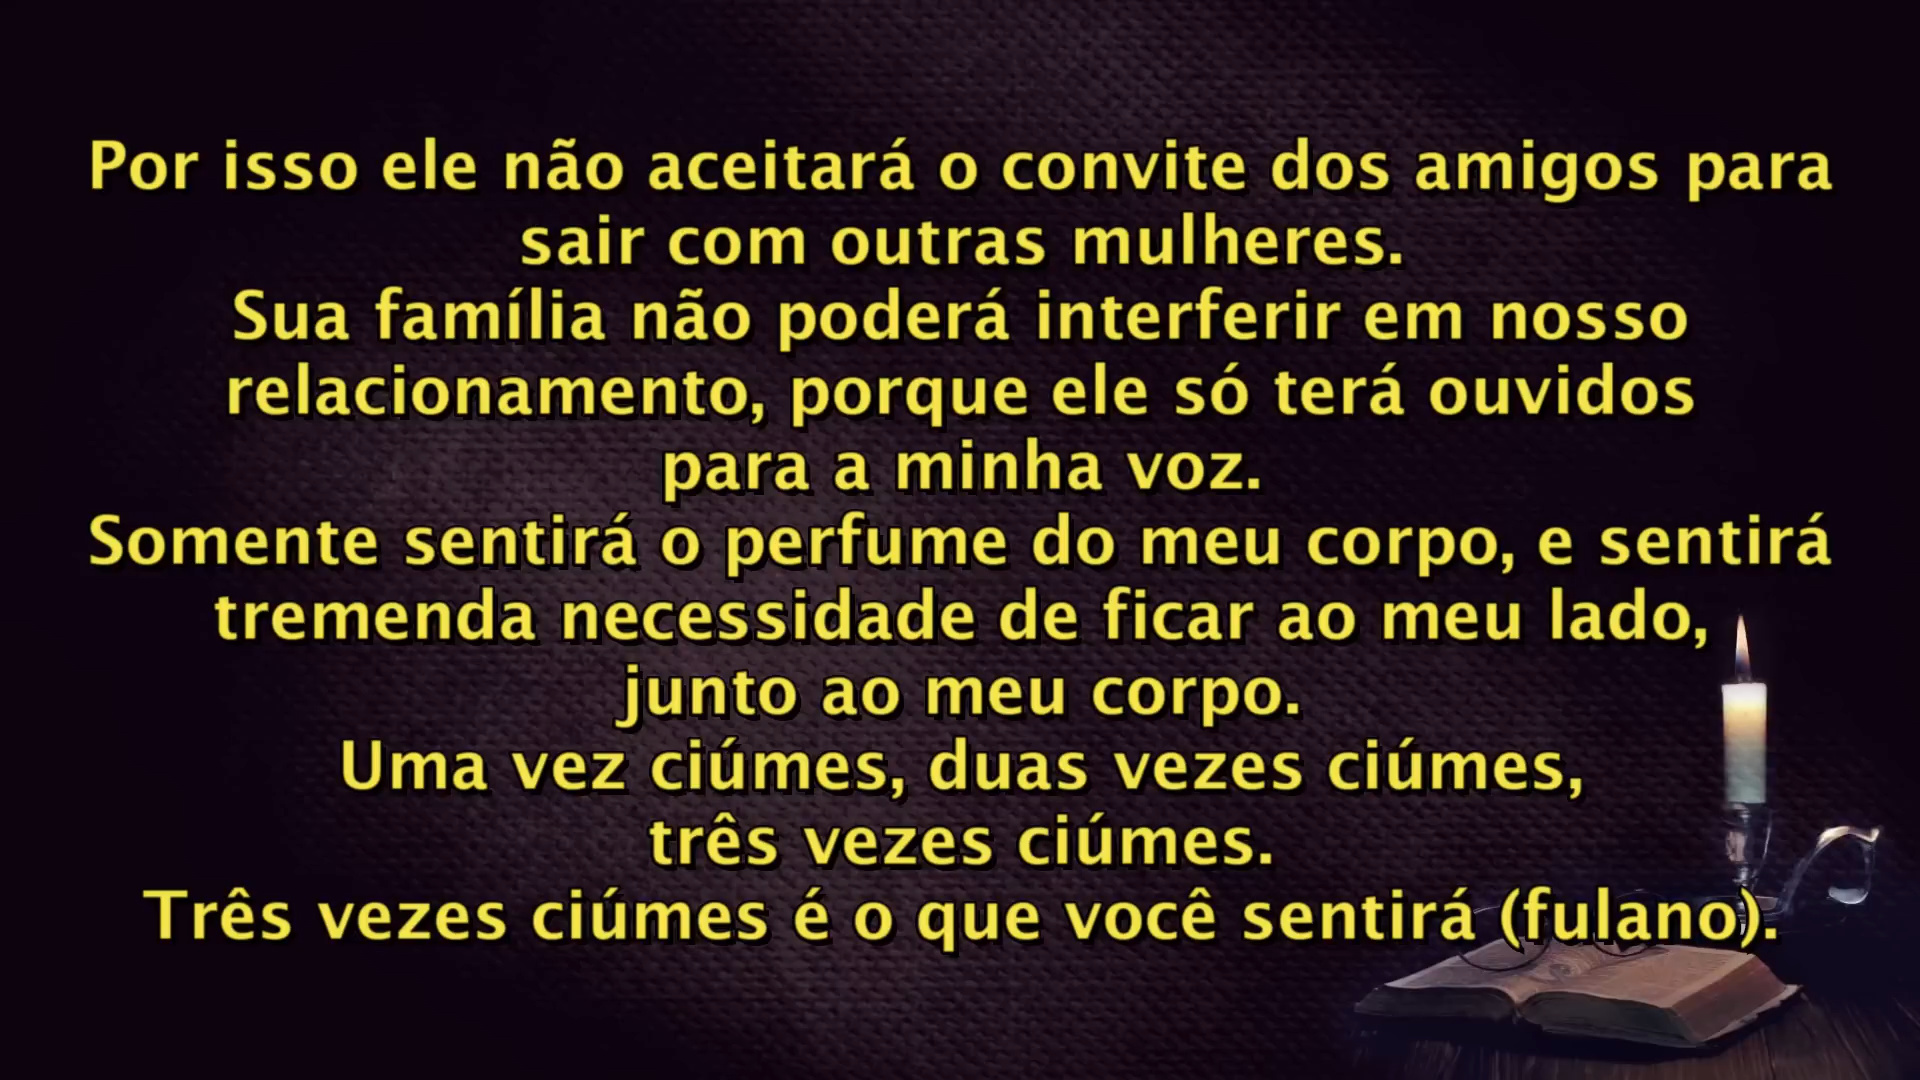 Por isso ele não aceitará o convite dos amigos para
sair com outras mulheres.
Sua família não poderá interferir em nosso
relacionamento, porque ele só terá ouvidos
para a minha voz.
Somente sentirá o perfume do meu corpo, e sentirá
tremenda necessidade de ficar ao meu lado,
junto ao meu corpo.
Uma vez ciúmes, duas vezes ciúmes,
três vezes ciúmes.
Três vezes ciúmes é o que você sentirá (fulano).